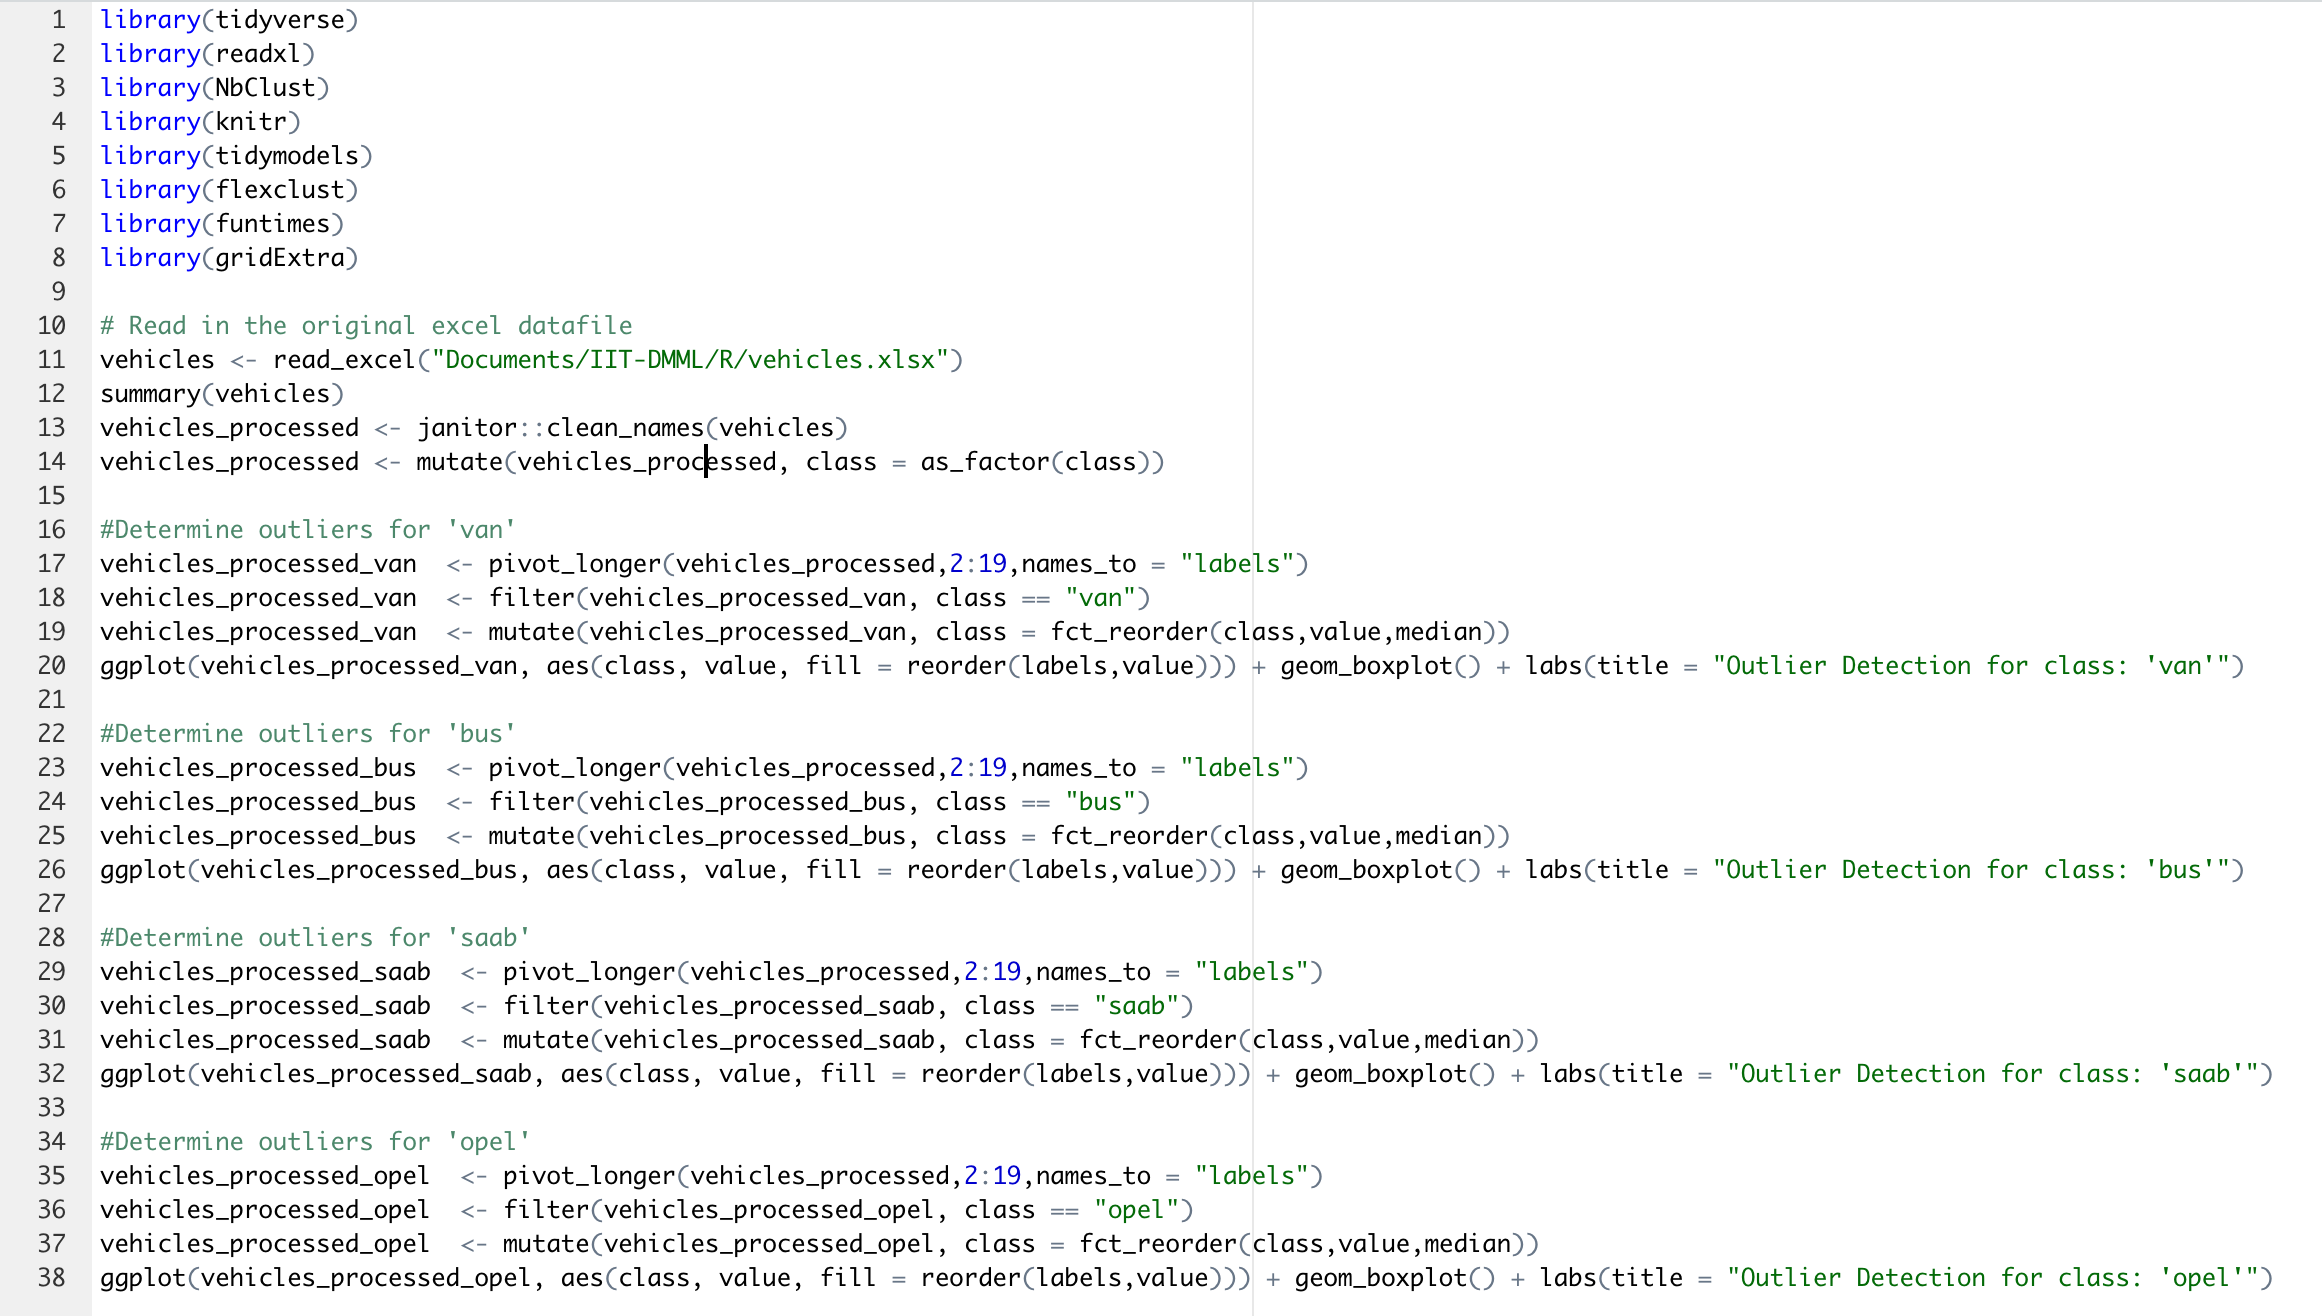 1 library(tidyverse)
2 library(readxl)
3 library(NbClust)
4 library(knitr)
5 library(tidymodels)
6 library(flexclust)
7 library(funtimes)
8 library(gridExtra)
9
10 # Read in the original excel datafile
11 vehicles <- read_excel("Documents/IIT-DMML/R/vehicles.xlsx")
12 summary(vehicles)
13 vehicles_processed <- janitor::clean_names(vehicles)
14 vehicles_processed <- mutate(vehicles_processed, class = as_factor(class))
15
16 #Determine outliers for 'van'
17 vehicles_processed_van  <- pivot_longer(vehicles_processed,2:19,names_to = "labels")
18 vehicles_processed_van  <- filter(vehicles_processed_van, class == "van")
19 vehicles_processed_van  <- mutate(vehicles_processed_van, class = fct_reorder(class,value,median))
20 ggplot(vehicles_processed_van, aes(class, value, fill = reorder(labels,value))) + geom_boxplot() + labs(title = "Outlier Detection for class: 'van'")
21
22 #Determine outliers for 'bus'
23 vehicles_processed_bus  <- pivot_longer(vehicles_processed,2:19,names_to = "labels")
24 vehicles_processed_bus  <- filter(vehicles_processed_bus, class == "bus")
25 vehicles_processed_bus  <- mutate(vehicles_processed_bus, class = fct_reorder(class,value,median))
26 ggplot(vehicles_processed_bus, aes(class, value, fill = reorder(labels,value))) + geom_boxplot() + labs(title = "Outlier Detection for class: 'bus'")
27
28 #Determine outliers for 'saab'
29 vehicles_processed_saab  <- pivot_longer(vehicles_processed,2:19,names_to = "labels")
30 vehicles_processed_saab  <- filter(vehicles_processed_saab, class == "saab")
31 vehicles_processed_saab  <- mutate(vehicles_processed_saab, class = fct_reorder(class,value,median))
32 ggplot(vehicles_processed_saab, aes(class, value, fill = reorder(labels,value))) + geom_boxplot() + labs(title = "Outlier Detection for class: 'saab'")
33
34 #Determine outliers for 'opel'
35 vehicles_processed_opel  <- pivot_longer(vehicles_processed,2:19,names_to = "labels")
36 vehicles_processed_opel  <- filter(vehicles_processed_opel, class == "opel")
37 vehicles_processed_opel  <- mutate(vehicles_processed_opel, class = fct_reorder(class,value,median))
38 ggplot(vehicles_processed_opel, aes(class, value, fill = reorder(labels,value))) + geom_boxplot() + labs(title = "Outlier Detection for class: 'opel'")